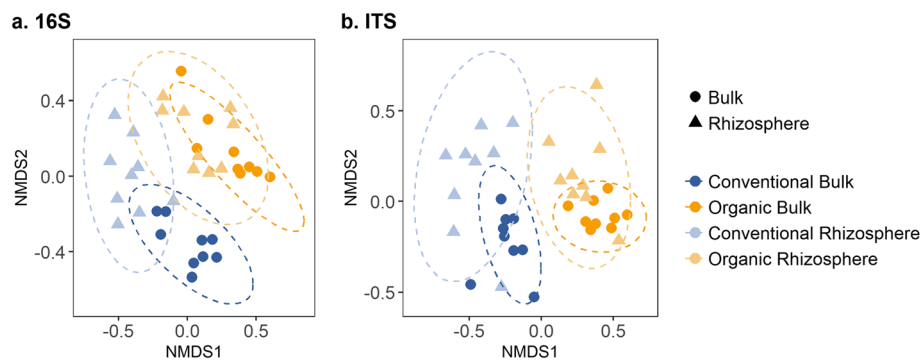 a. 16S
b. ITS
NMDS2
0.4
0.0
-0.4
-0.5
0.0
0.5
NMDS1
NMDS2
0.5
0.0
-0.5
-0.5
0.0
0.5
NMDS1
Bulk
Rhizosphere
Conventional Bulk
Organic Bulk
Conventional Rhizosphere
Organic Rhizosphere